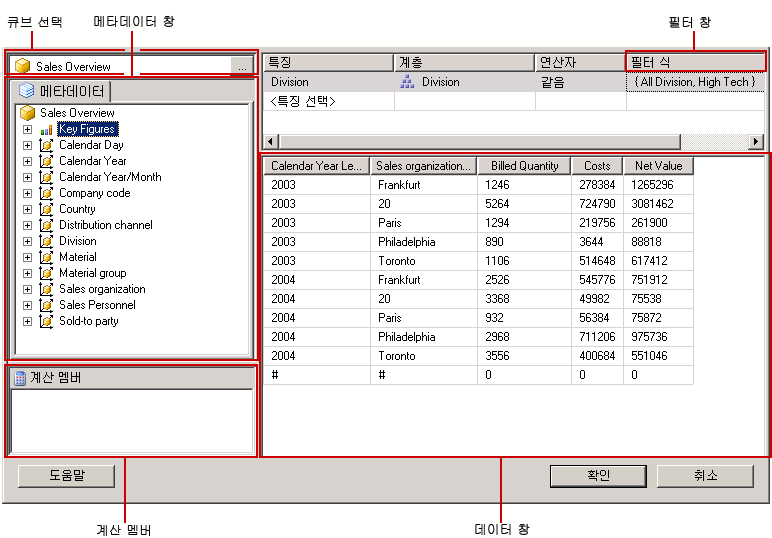 큐브 선택 메타데이터 창 필터 창
Sales Overview ...
메타데이터
Sales Overview
Key Figures
Calendar Day
Calendar Year
Calendar Year/Month
Company code
Country
Distribution channel
Division
Material
Material group
Sales organization
Sales Personnel
Sold-to party
계산 멤버
특징 계층 연산자 필터 식
Division Division 같음 { All Division, High Tech }
<특징 선택>
Calendar Year Le... Sales organization... Billed Quantity Costs Net Value
2003 Frankfurt 1246 278384 1265296
2003 20 5264 724790 3081462
2003 Paris 1294 219756 261900
2003 Philadelphia 890 3644 88818
2003 Toronto 1106 514648 617412
2004 Frankfurt 2526 545776 751912
2004 20 3368 49982 75538
2004 Paris 932 56384 75872
2004 Philadelphia 2968 711206 975736
2004 Toronto 3556 400684 551046
# # 0 0 0
도움말 확인 취소
계산 멤버 데이터 창